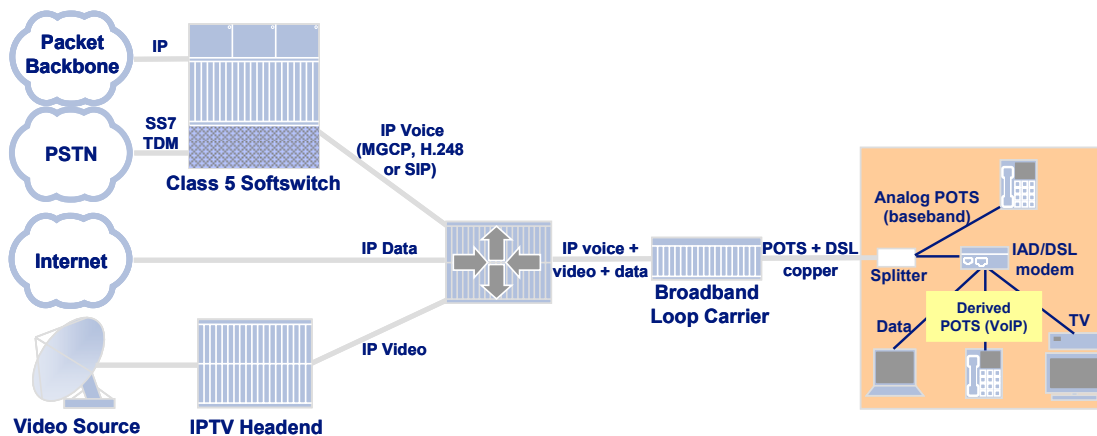 Packet
Backbone
IP
PSTN
SS7
TDM
Class 5 Softswitch
IP Voice
(MGCP, H.248
or SIP)
Internet
IP Data
IP voice +
video + data
Broadband
Loop Carrier
POTS + DSL
copper
Analog POTS
(baseband)
Splitter
IAD/DSL
modem
Derived
POTS (VoIP)
Data
TV
IP Video
Video Source
IPTV Headend